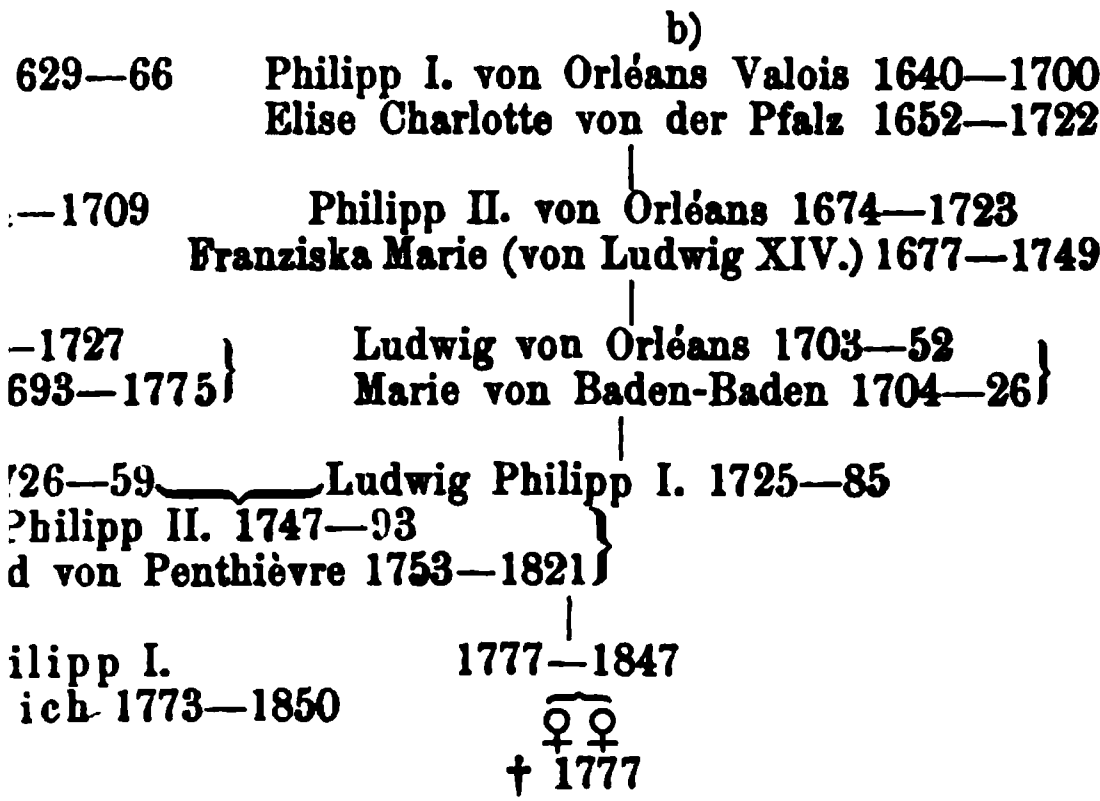 b)
629—66 Philipp I. von Orléans Valois 1640—1700
Elise Charlotte von der Pfalz 1652—1722
—1709 Philipp II. von Orléans 1674—1723
Franziska Marie (von Ludwig XIV.) 1677—1749
—1727 Ludwig von Orléans 1703—52
693—1775 Marie von Baden-Baden 1704—26
726—59 Ludwig Philipp I. 1725—85
Philipp II. 1747—93
d von Penthièvre 1753—1821
ilipp I. 1777—1847
ich 1773—1850
♀ ♀
† 1777